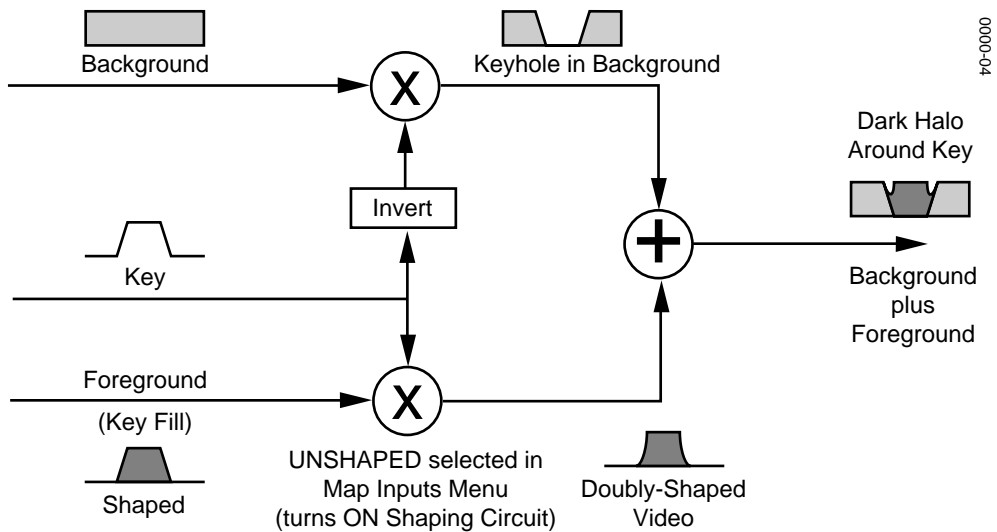 Background
X
Keyhole in Background
0000-04
Dark Halo
Around Key
Invert
Key
+
Background
plus
Foreground
Foreground
(Key Fill)
X
Shaped
UNSHAPED selected in
Map Inputs Menu
(turns ON Shaping Circuit)
Doubly-Shaped
Video